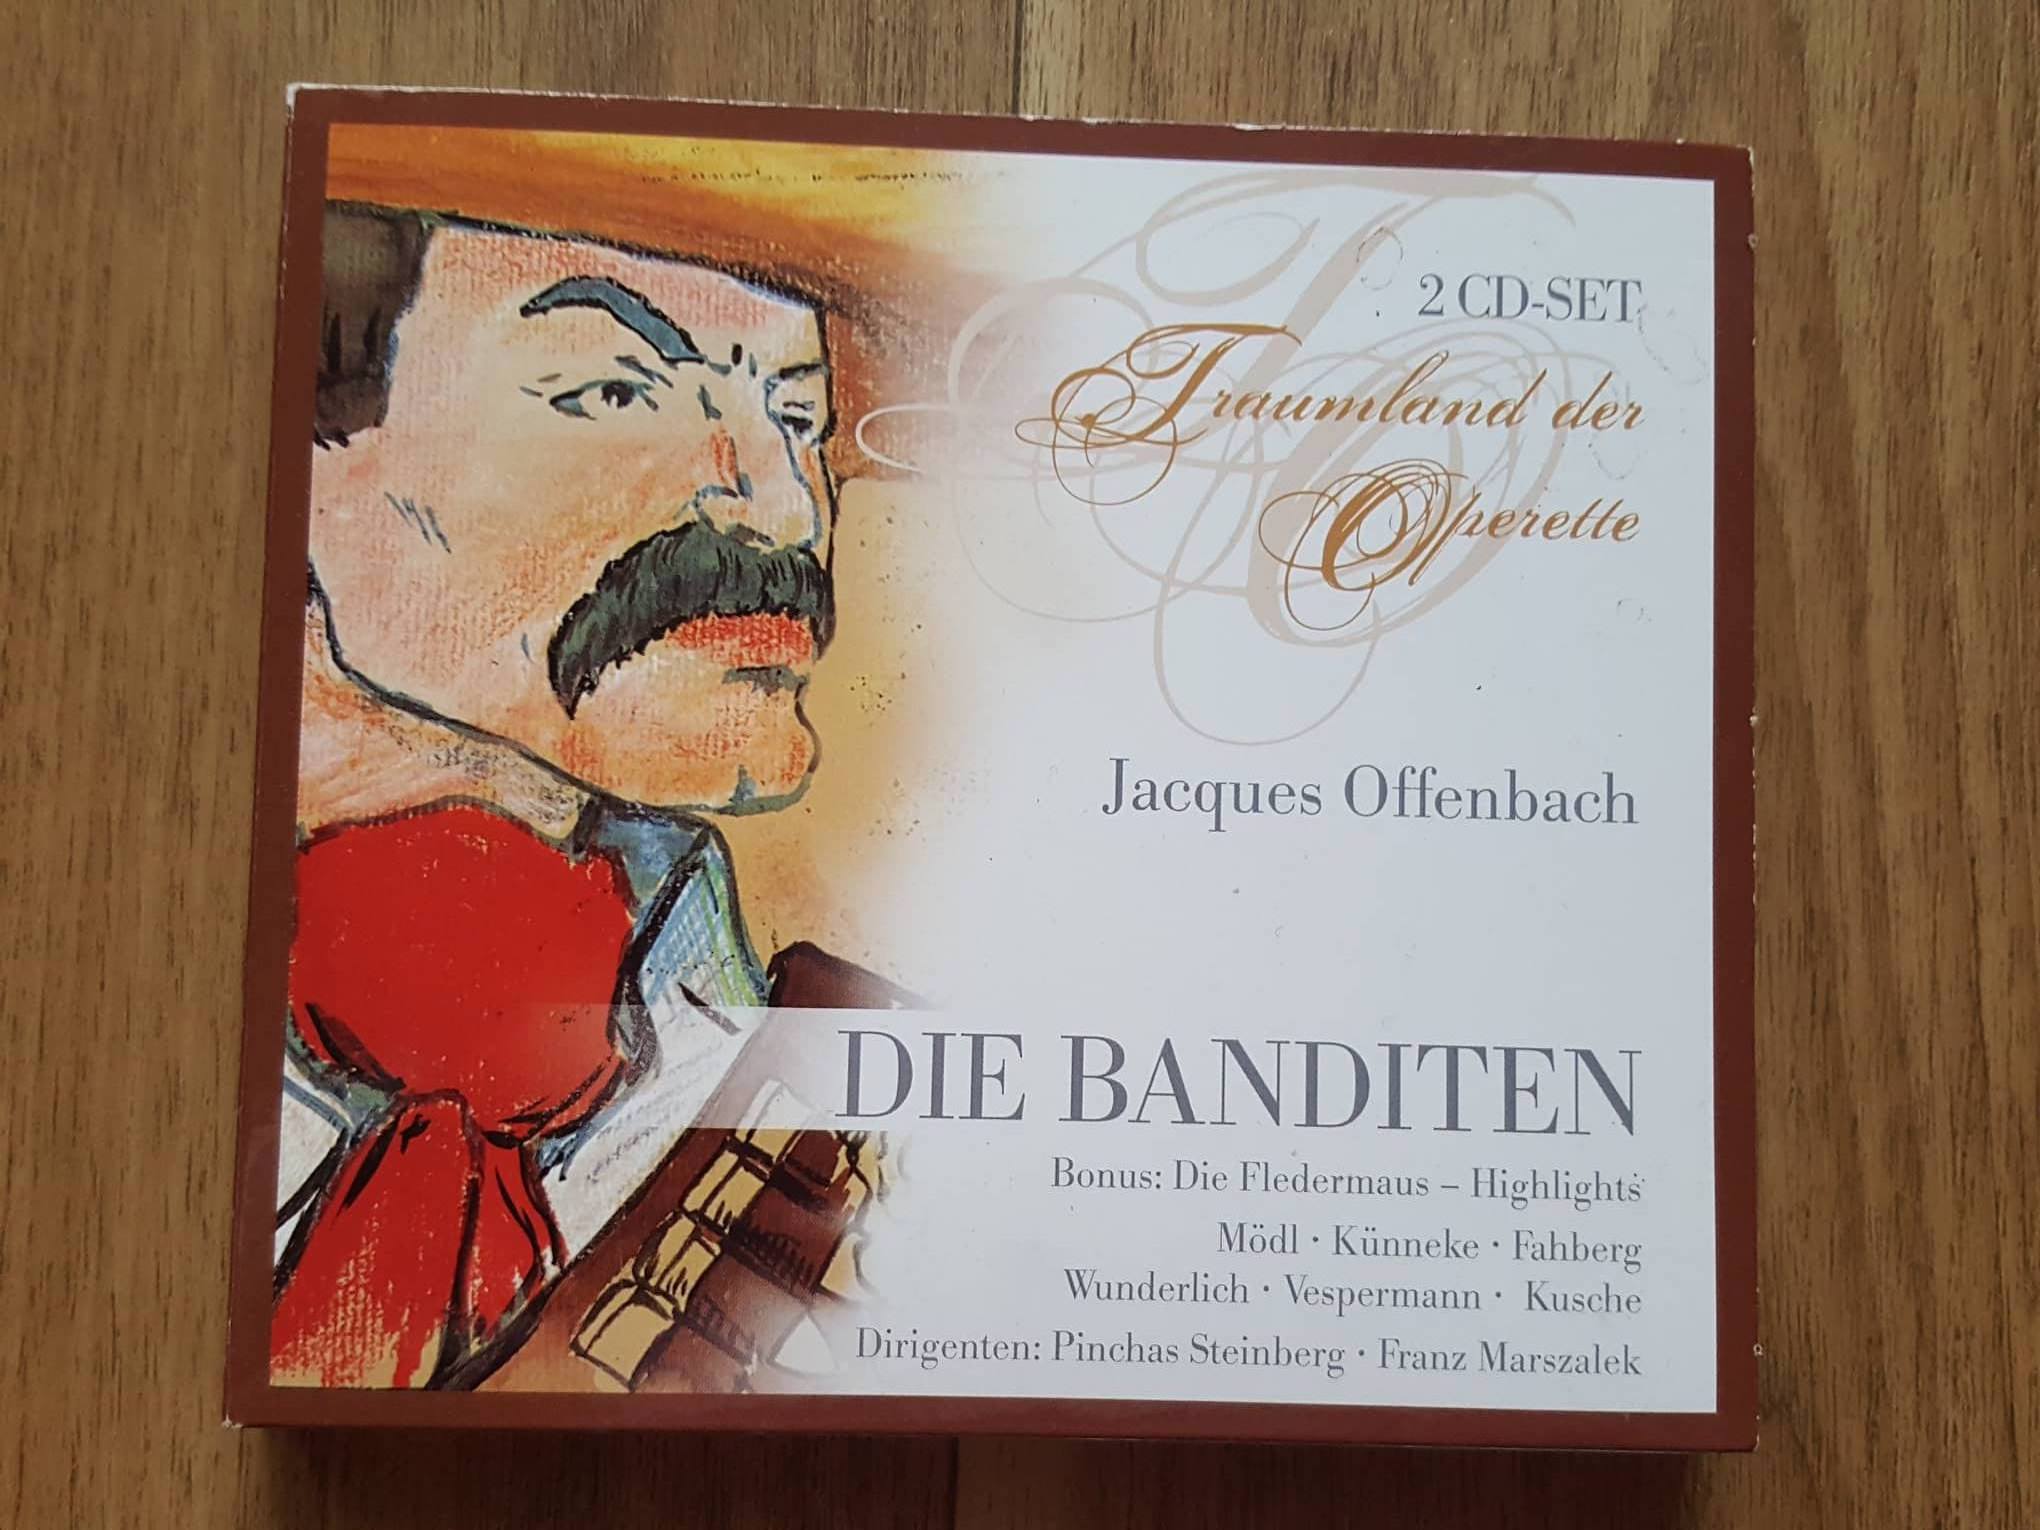 2 CD-SET
Traumland der
Operette
Jacques Offenbach
DIE BANDITEN
Bonus: Die Fledermaus – Highlights
Mödl · Künneke · Fahberg
Wunderlich · Vespermann · Kusche
Dirigenten: Pinchas Steinberg · Franz Marszalek